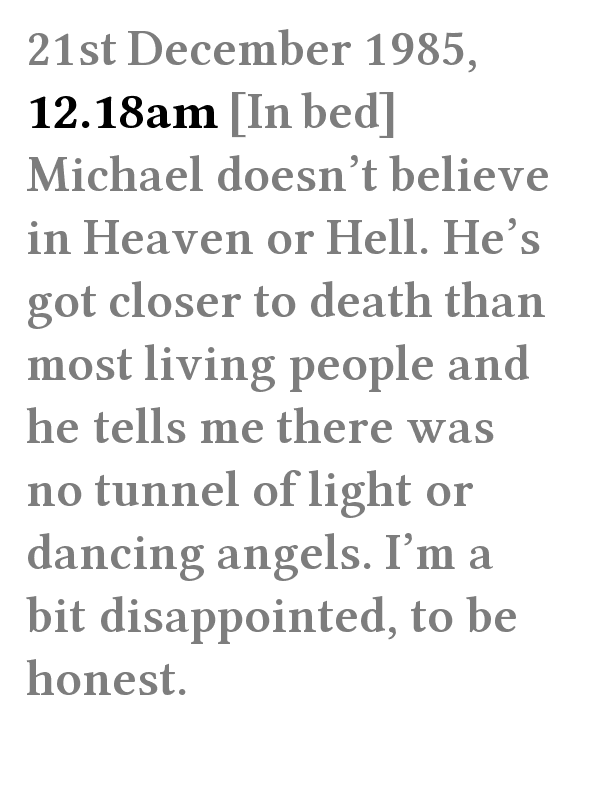 21st December 1985,
12.18am [In bed]
Michael doesn’t believe
in Heaven or Hell. He’s
got closer to death than
most living people and
he tells me there was
no tunnel of light or
dancing angels. I’m a
bit disappointed, to be
honest.